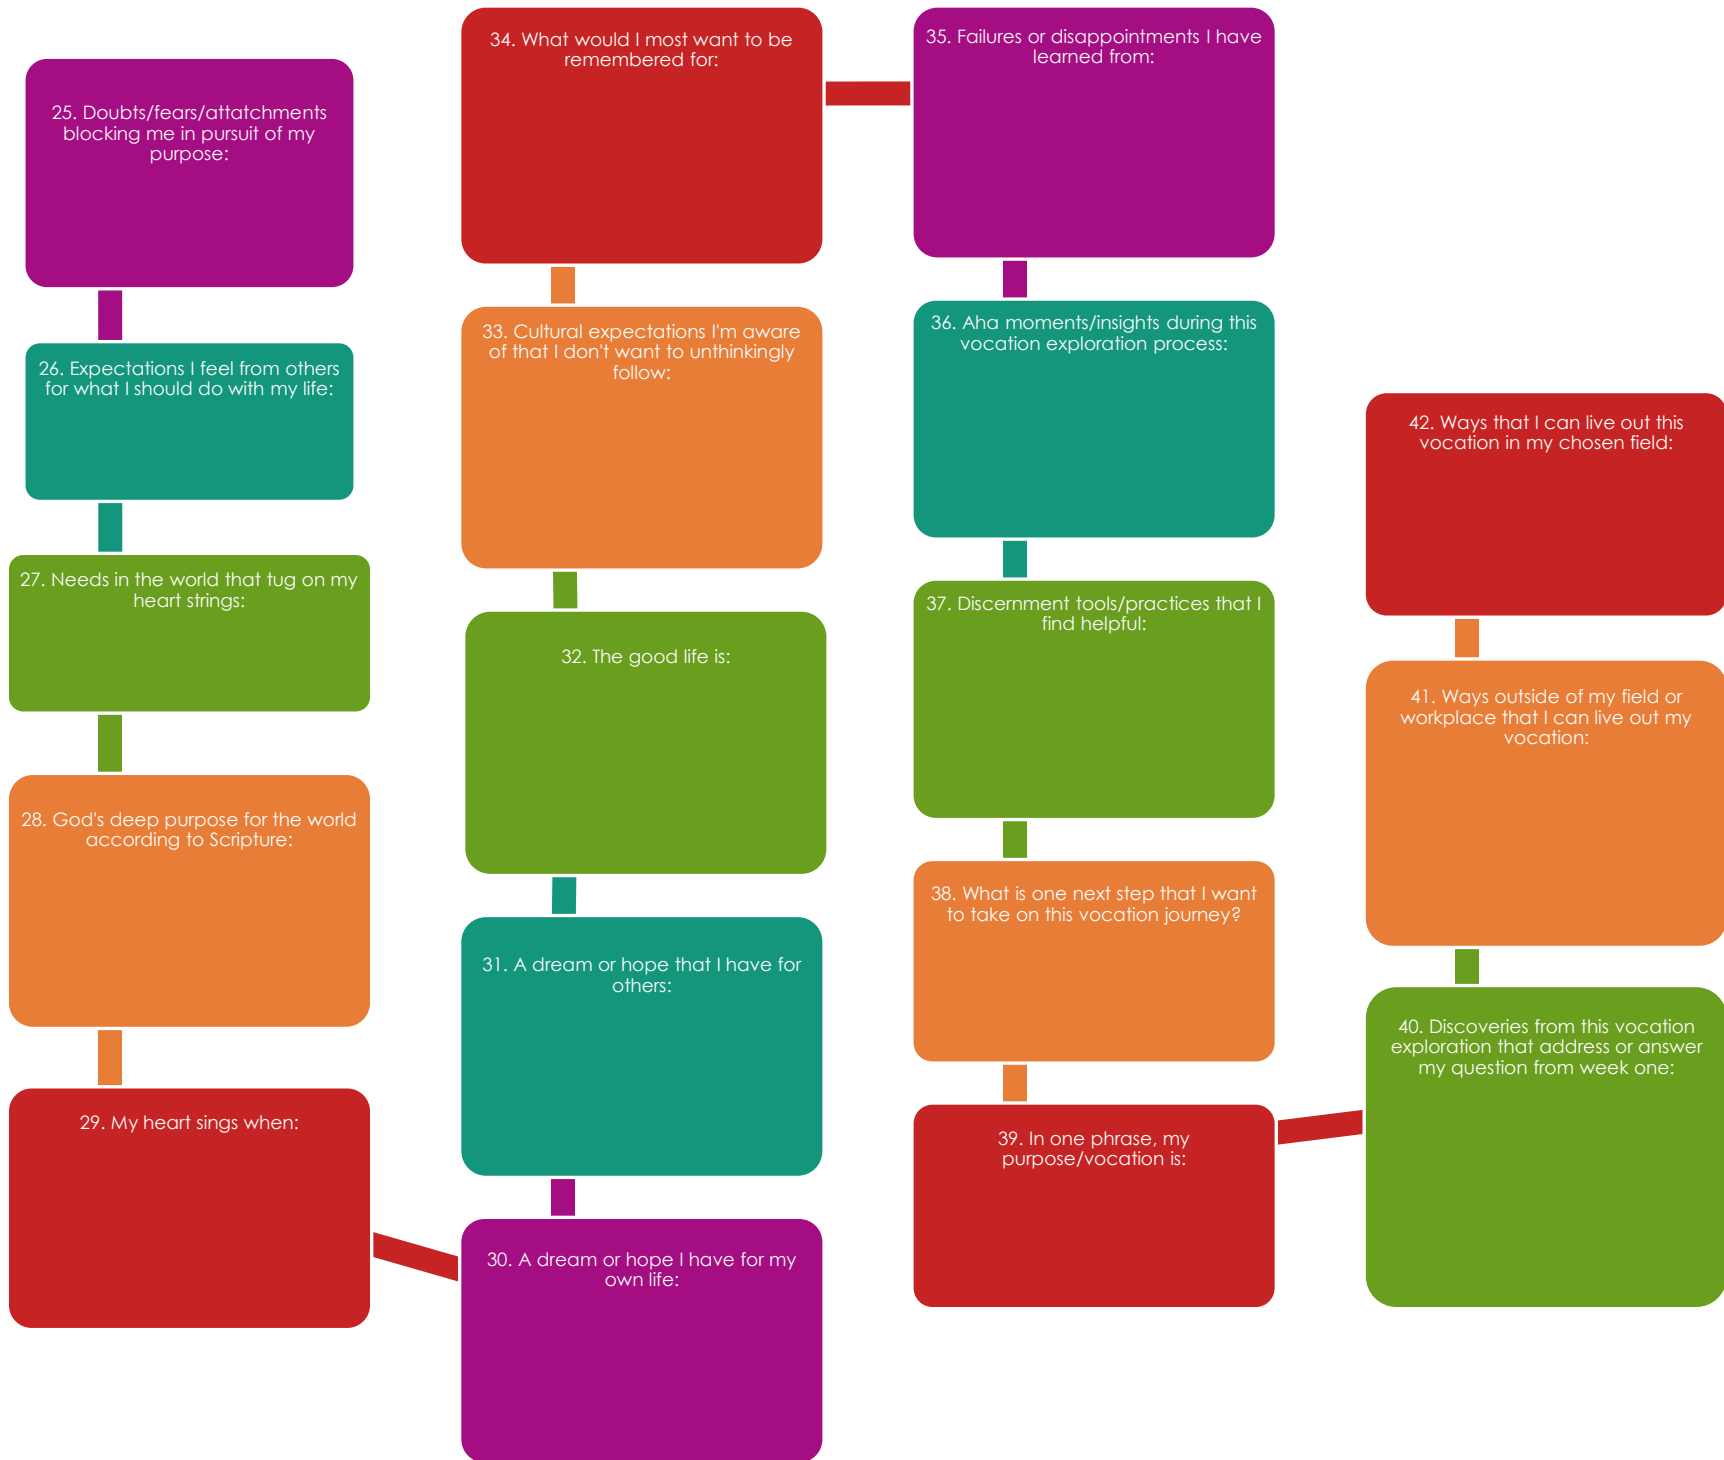 25. Doubts/fears/attatchments
blocking me in pursuit of my
purpose:
26. Expectations I feel from others
for what I should do with my life:
27. Needs in the world that tug on my
heart strings:
28. God's deep purpose for the world
according to Scripture:
29. My heart sings when:
30. A dream or hope I have for my
own life:
31. A dream or hope that I have for
others:
32. The good life is:
33. Cultural expectations I'm aware
of that I don't want to unthinkingly
follow:
34. What would I most want to be
remembered for:
35. Failures or disappointments I have
learned from:
36. Aha moments/insights during this
vocation exploration process:
37. Discernment tools/practices that I
find helpful:
38. What is one next step that I want
to take on this vocation journey?
39. In one phrase, my
purpose/vocation is:
40. Discoveries from this vocation
exploration that address or answer
my question from week one:
41. Ways outside of my field or
workplace that I can live out my
vocation:
42. Ways that I can live out this
vocation in my chosen field: